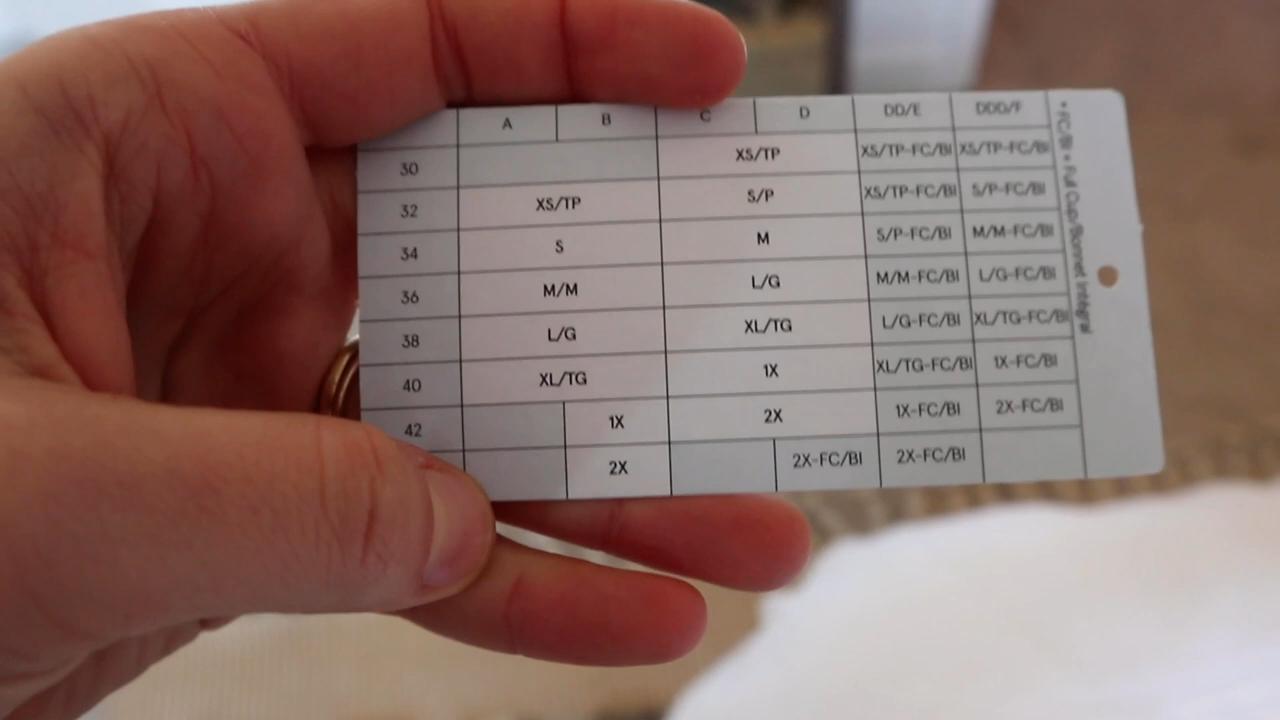 A B C D DD/E DDD/F
30 XS/TP XS/TP-FC/BI XS/TP-FC/BI
32 XS/TP S/P XS/TP-FC/BI S/P-FC/BI
34 S M S/P-FC/BI M/M-FC/BI
36 M/M L/G M/M-FC/BI L/G-FC/BI
38 L/G XL/TG L/G-FC/BI XL/TG-FC/BI
40 XL/TG 1X XL/TG-FC/BI 1X-FC/BI
42 1X 2X 1X-FC/BI 2X-FC/BI
2X 2X-FC/BI 2X-FC/BI
* FC/BI = Full Cup/Bonnet Intégral